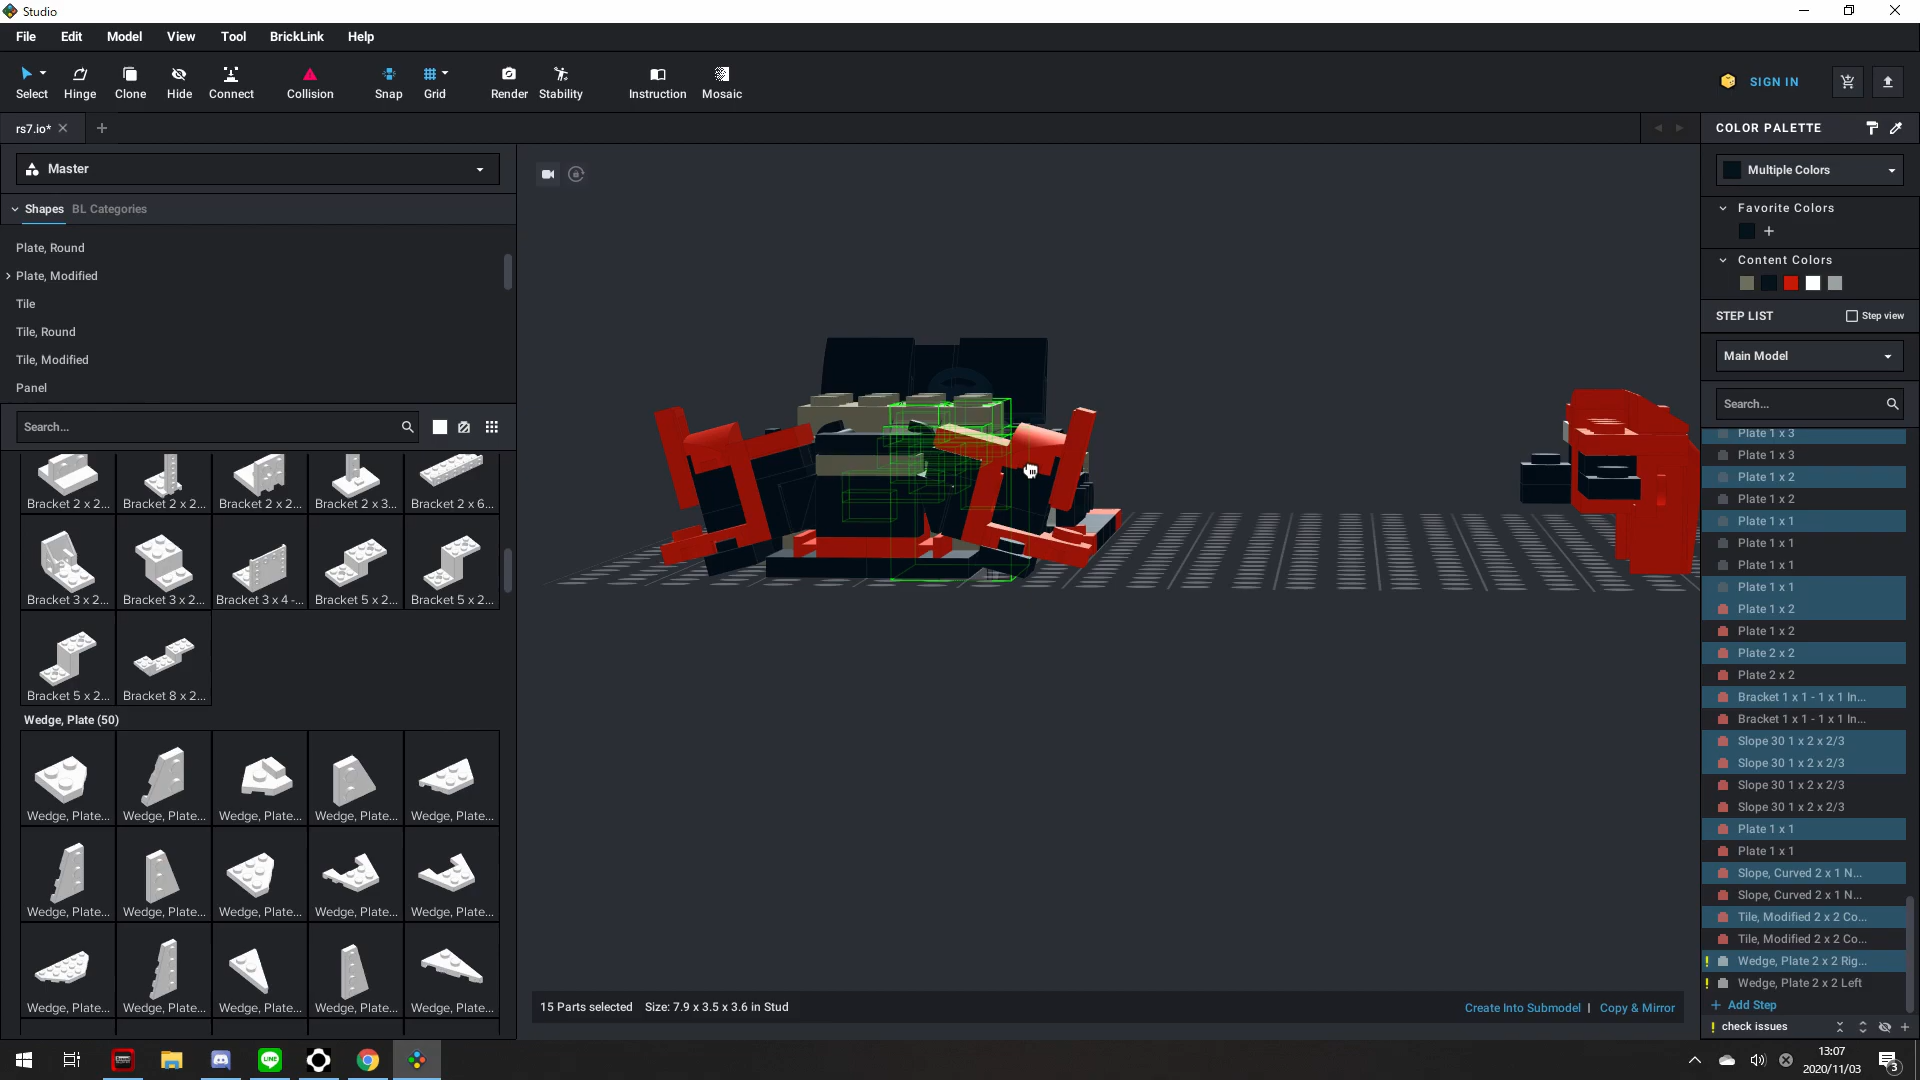 Studio
File Edit Model View Tool BrickLink Help
Select Hinge Clone Hide Connect Collision Snap Grid Render Stability Instruction Mosaic
SIGN IN
rs7.io*
COLOR PALETTE
Master
Multiple Colors
Shapes BL Categories
Favorite Colors
Plate, Round
Plate, Modified
Content Colors
Tile
STEP LIST Step view
Tile, Round
Tile, Modified
Main Model
Panel
Search...
Search...
Bracket 2 x 2... Bracket 2 x 2... Bracket 2 x 2... Bracket 2 x 3... Bracket 2 x 6...
Bracket 3 x 2... Bracket 3 x 2... Bracket 3 x 4 -... Bracket 5 x 2... Bracket 5 x 2...
Bracket 5 x 2... Bracket 8 x 2...
Wedge, Plate (50)
Wedge, Plate... Wedge, Plate... Wedge, Plate... Wedge, Plate... Wedge, Plate...
Wedge, Plate... Wedge, Plate... Wedge, Plate... Wedge, Plate... Wedge, Plate...
Wedge, Plate... Wedge, Plate... Wedge, Plate... Wedge, Plate... Wedge, Plate...
Plate 1 x 3
Plate 1 x 3
Plate 1 x 2
Plate 1 x 2
Plate 1 x 1
Plate 1 x 1
Plate 1 x 1
Plate 1 x 1
Plate 1 x 2
Plate 1 x 2
Plate 2 x 2
Plate 2 x 2
Bracket 1 x 1 - 1 x 1 In...
Bracket 1 x 1 - 1 x 1 In...
Slope 30 1 x 2 x 2/3
Slope 30 1 x 2 x 2/3
Slope 30 1 x 2 x 2/3
Slope 30 1 x 2 x 2/3
Plate 1 x 1
Plate 1 x 1
Slope, Curved 2 x 1 N...
Slope, Curved 2 x 1 N...
Tile, Modified 2 x 2 Co...
Tile, Modified 2 x 2 Co...
! Wedge, Plate 2 x 2 Rig...
! Wedge, Plate 2 x 2 Left
+ Add Step
! check issues
15 Parts selected Size: 7.9 x 3.5 x 3.6 in Stud
Create Into Submodel | Copy & Mirror
LINE
13:07
2020/11/03
3